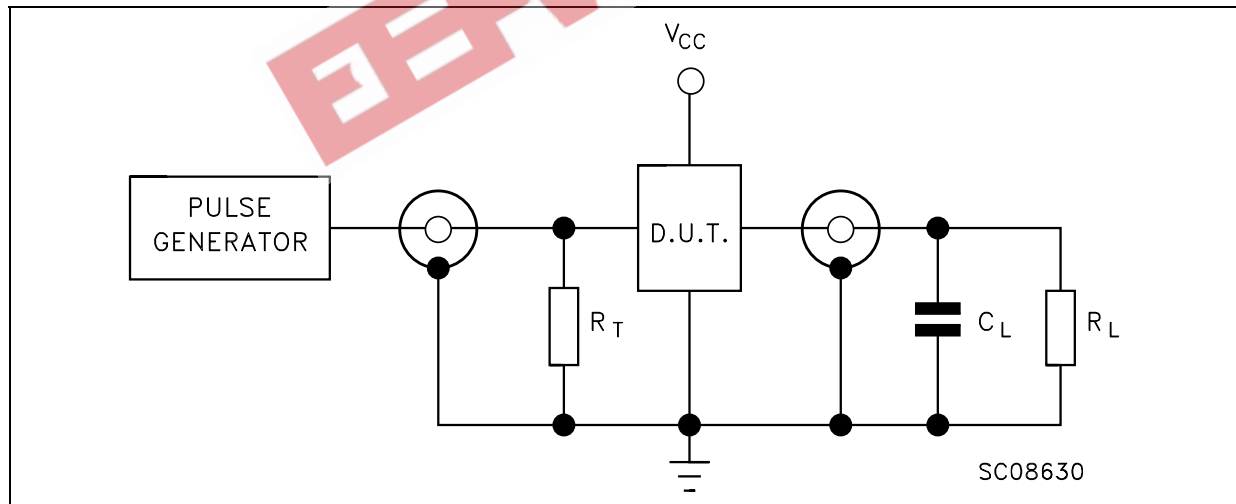 VCC
PULSE
GENERATOR
D.U.T.
RT
CL
RL
SC08630